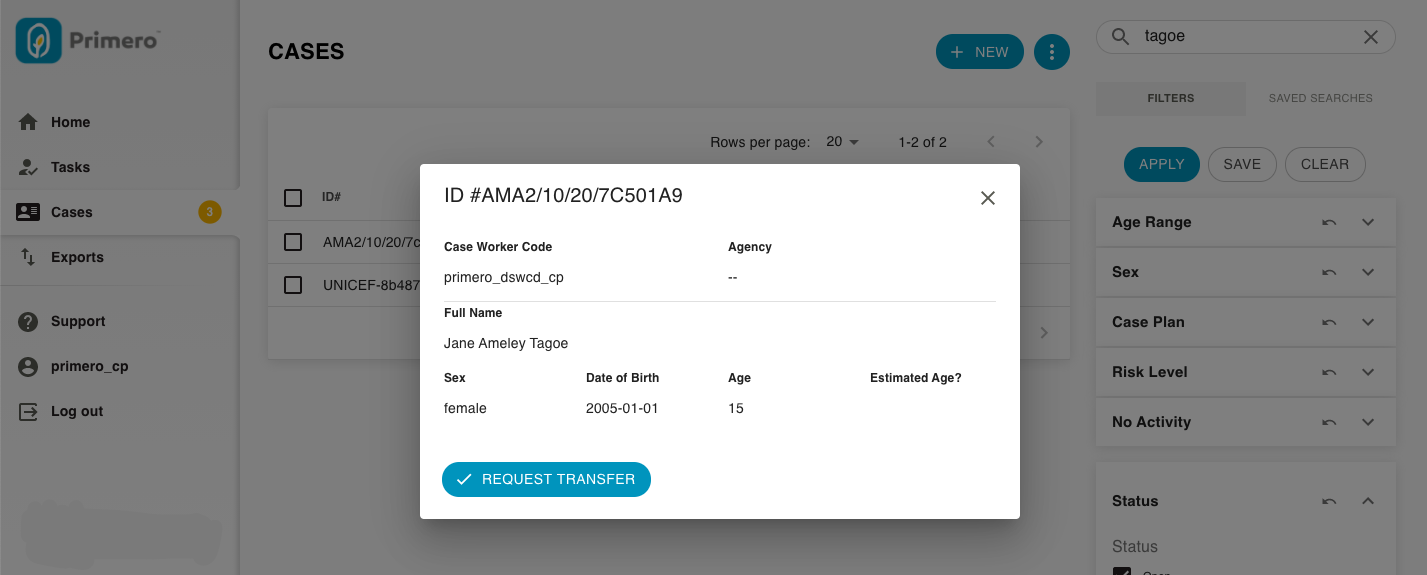 Primero™
Home
Tasks
Cases
3
Exports
Support
primero_cp
Log out
CASES
NEW
Rows per page:
20
1-2 of 2
ID#
AMA2/10/20/7c
UNICEF-8b487
ID #AMA2/10/20/7C501A9
Case Worker Code
Agency
primero_dswcd_cp
--
Full Name
Jane Ameley Tagoe
Sex
Date of Birth
Age
Estimated Age?
female
2005-01-01
15
REQUEST TRANSFER
tagoe
FILTERS
SAVED SEARCHES
APPLY
SAVE
CLEAR
Age Range
Sex
Case Plan
Risk Level
No Activity
Status
Status